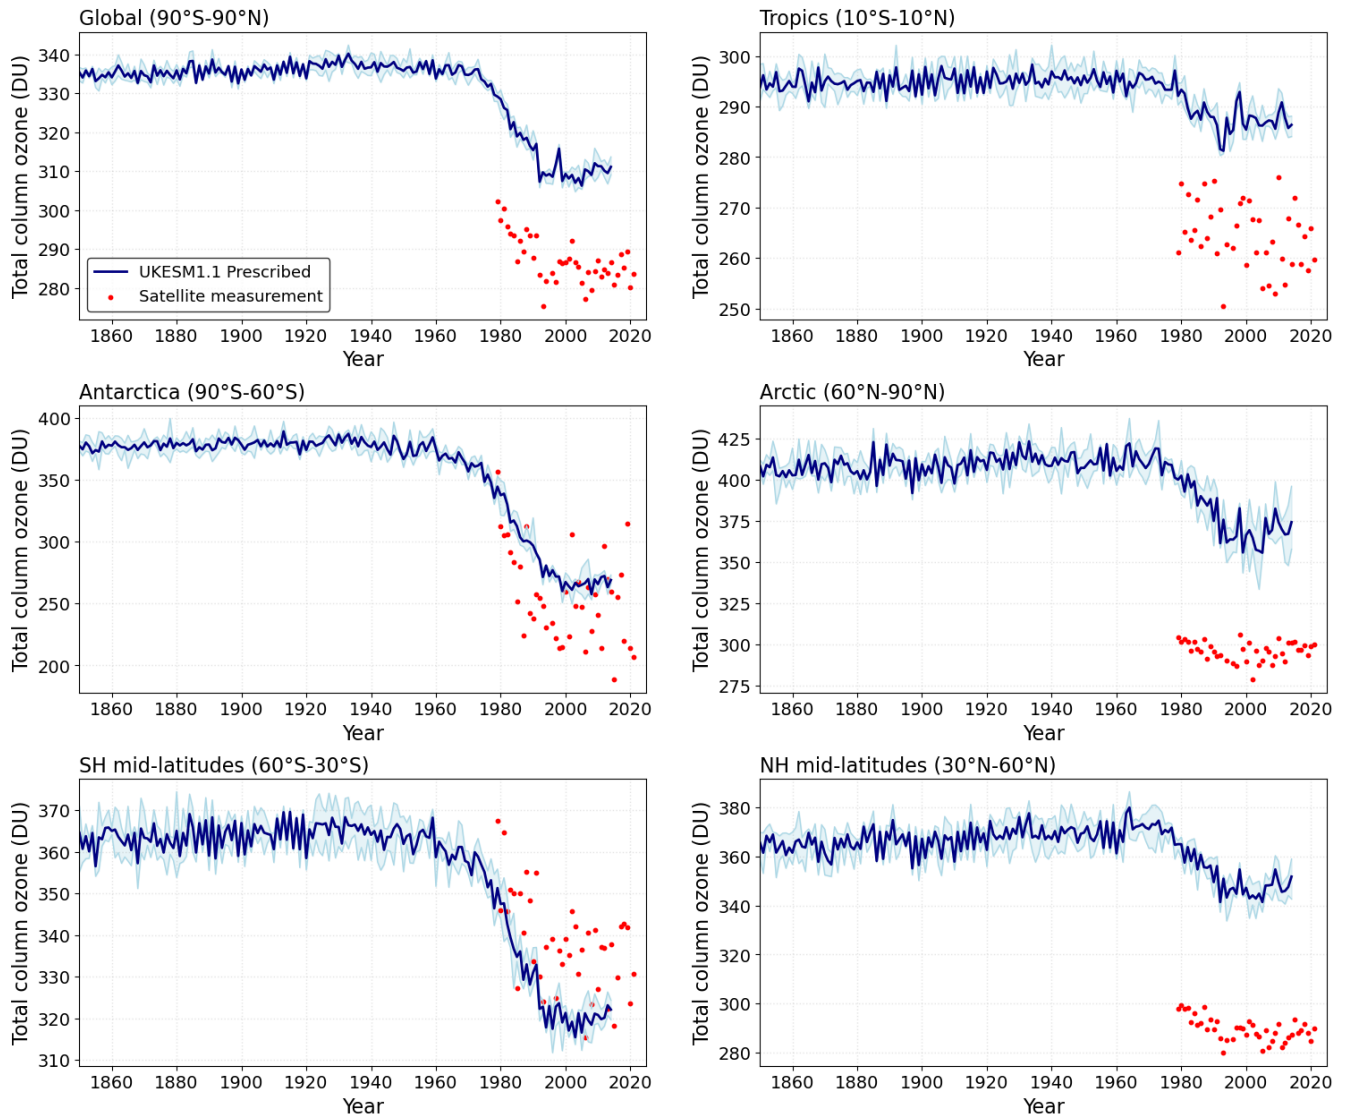 Global (90°S-90°N)
Total column ozone (DU)
340
330
320
310
300
290
280
UKESM1.1 Prescribed
Satellite measurement
1860 1880 1900 1920 1940 1960 1980 2000 2020
Year
Tropics (10°S-10°N)
Total column ozone (DU)
300
290
280
270
260
250
1860 1880 1900 1920 1940 1960 1980 2000 2020
Year
Antarctica (90°S-60°S)
Total column ozone (DU)
400
350
300
250
200
1860 1880 1900 1920 1940 1960 1980 2000 2020
Year
Arctic (60°N-90°N)
Total column ozone (DU)
425
400
375
350
325
300
275
1860 1880 1900 1920 1940 1960 1980 2000 2020
Year
SH mid-latitudes (60°S-30°S)
Total column ozone (DU)
370
360
350
340
330
320
310
1860 1880 1900 1920 1940 1960 1980 2000 2020
Year
NH mid-latitudes (30°N-60°N)
Total column ozone (DU)
380
360
340
320
300
280
1860 1880 1900 1920 1940 1960 1980 2000 2020
Year